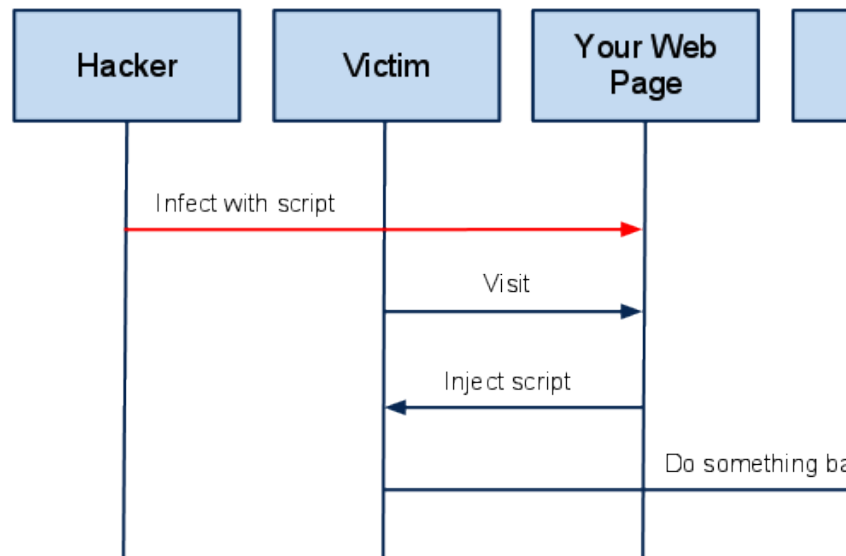 Hacker
Victim
Your Web
Page
Infect with script
Visit
Inject script
Do something